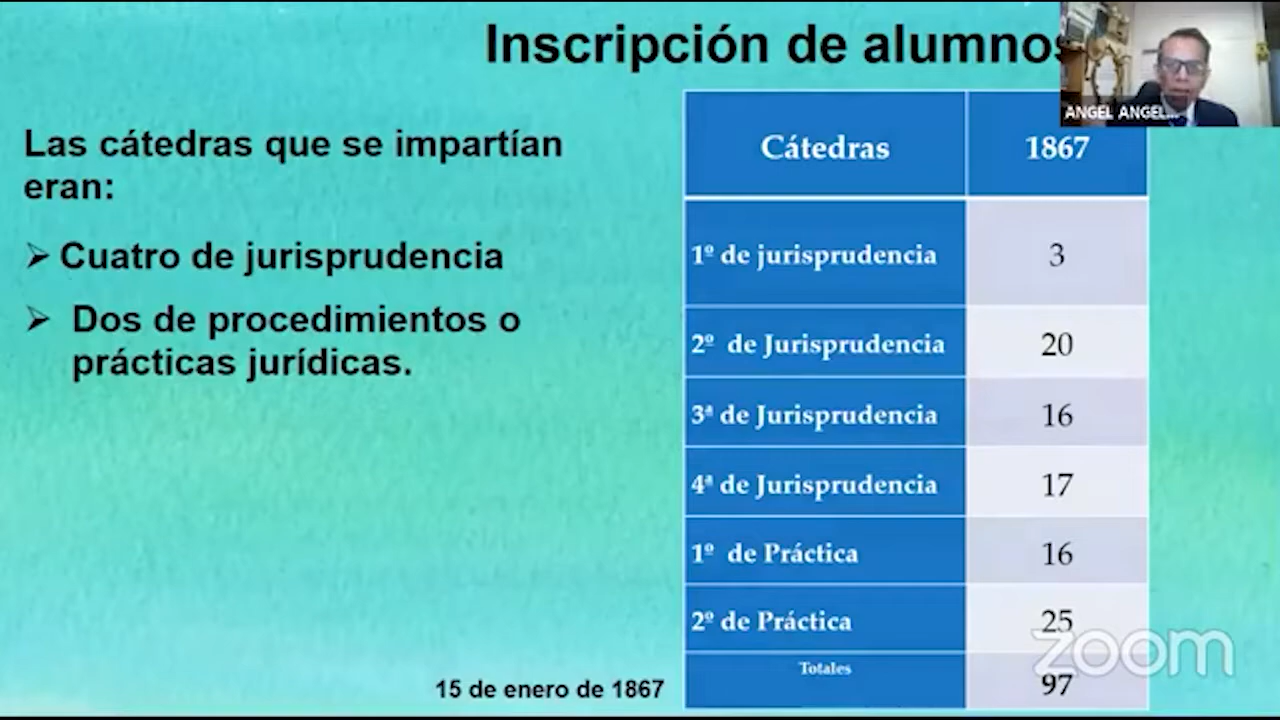 Inscripción de alumnos
ANGEL ANGEL...
Las cátedras que se impartían
eran:
➢ Cuatro de jurisprudencia
➢ Dos de procedimientos o
prácticas jurídicas.
15 de enero de 1867
Cátedras 1867
1º de jurisprudencia 3
2º de Jurisprudencia 20
3ª de Jurisprudencia 16
4ª de Jurisprudencia 17
1º de Práctica 16
2º de Práctica 25
Totales
97
zoom